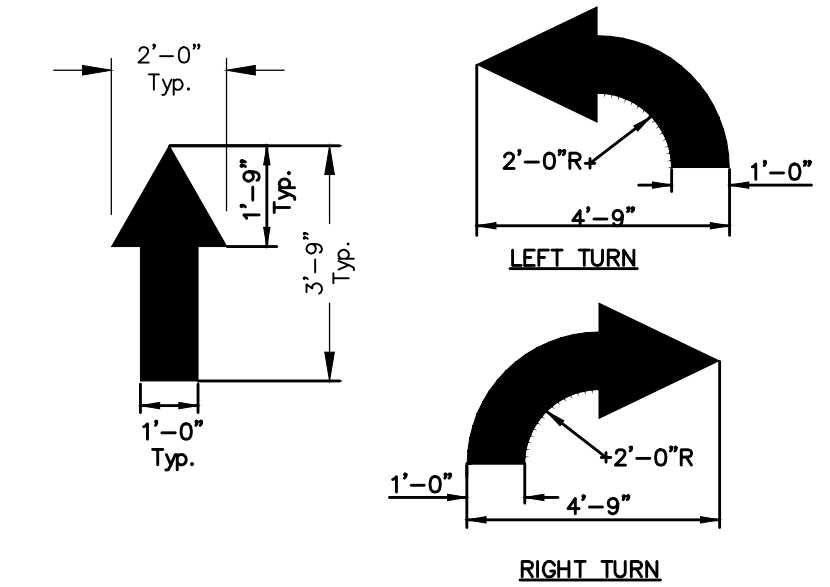 2'-0"
Typ.
1'-9"
Typ.
3'-9"
Typ.
1'-0"
Typ.
2'-0"R
1'-0"
4'-9"
LEFT TURN
2'-0"R
1'-0"
4'-9"
RIGHT TURN